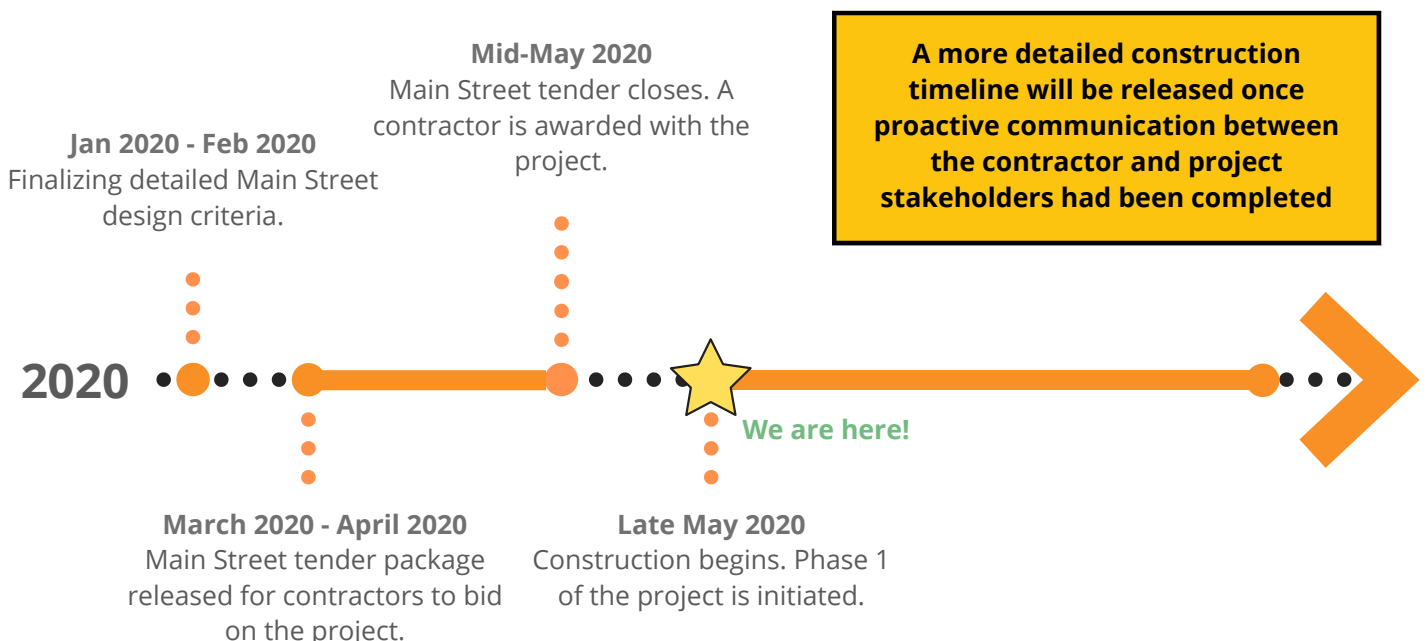 Mid-May 2020
Main Street tender closes. A
contractor is awarded with the
project.
A more detailed construction
timeline will be released once
proactive communication between
the contractor and project
stakeholders had been completed
Jan 2020 - Feb 2020
Finalizing detailed Main Street
design criteria.
2020
We are here!
March 2020 - April 2020
Main Street tender package
released for contractors to bid
on the project.
Late May 2020
Construction begins. Phase 1
of the project is initiated.